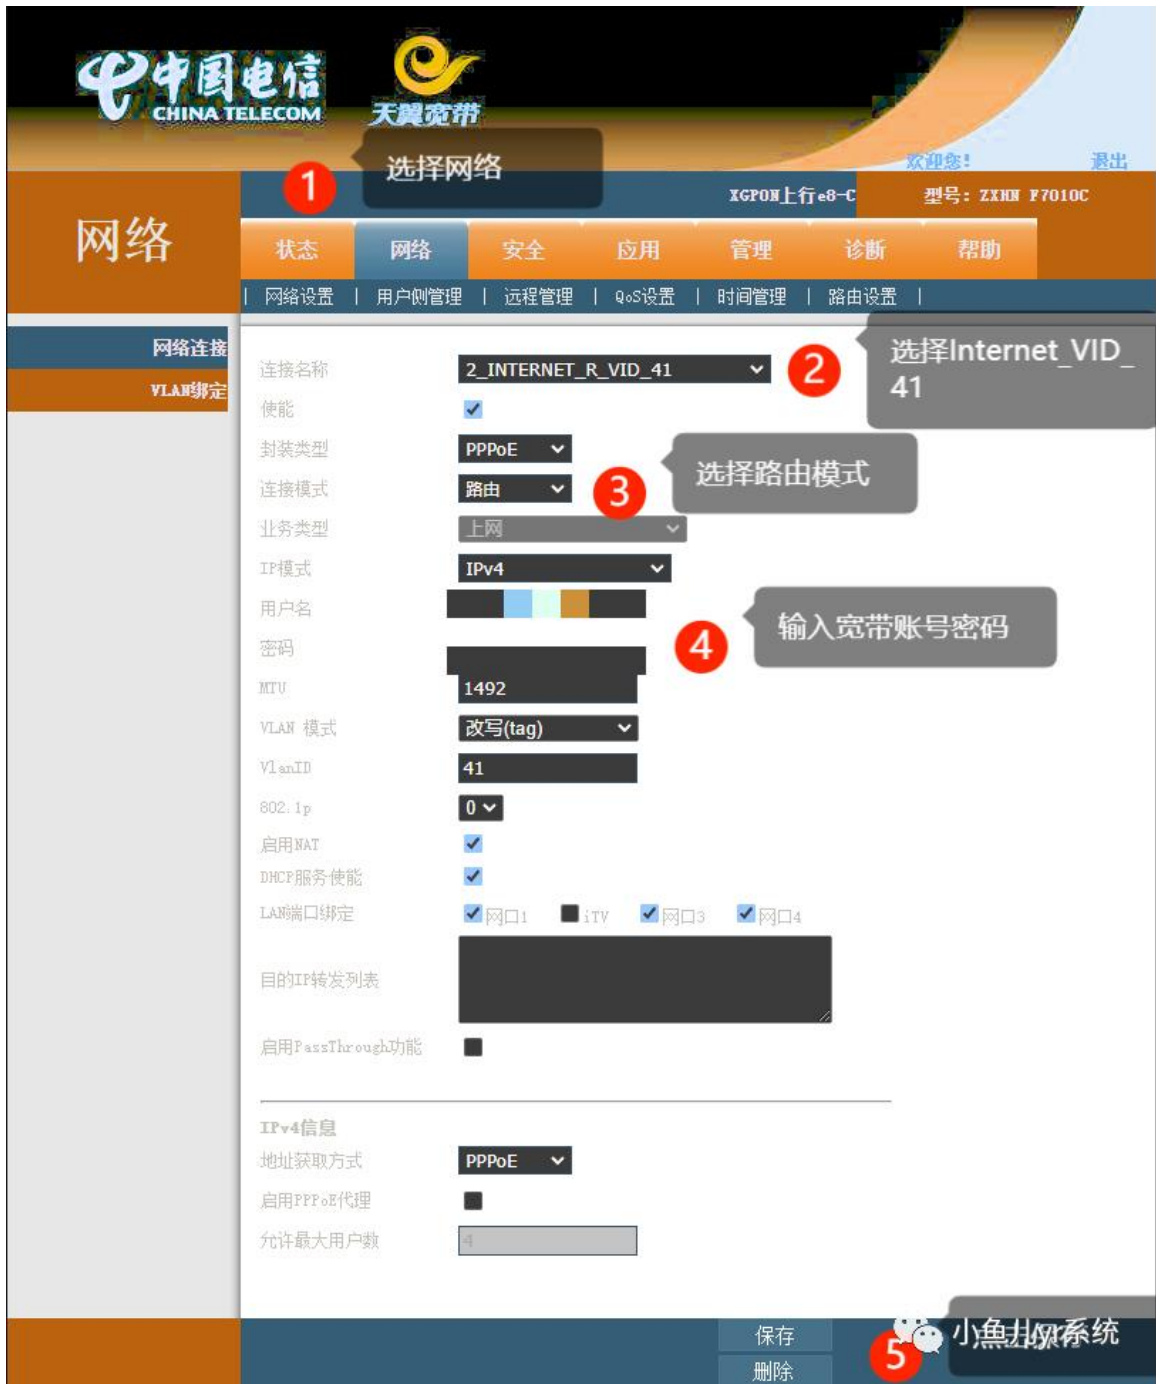 中国电信
CHINA TELECOM
天翼宽带
选择网络
欢迎您！
退出
1
XGPON上行e8-C
型号：ZXHN F7010C
网络
状态 网络 安全 应用 管理 诊断 帮助
| 网络设置 | 用户侧管理 | 远程管理 | QoS设置 | 时间管理 | 路由设置 |
网络连接
VLAN绑定
连接名称 2_INTERNET_R_VID_41
2
选择Internet_VID_
41
使能
封装类型 PPPoE
选择路由模式
连接模式 路由
3
业务类型 上网
IP模式 IPv4
用户名
输入宽带账号密码
密码
4
MTU 1492
VLAN 模式 改写(tag)
VlanID 41
802.1p 0
启用NAT
DHCP服务使能
LAN端口绑定 网口1 iTV 网口3 网口4
目的IP转发列表
启用PassThrough功能
IPv4信息
地址获取方式 PPPoE
启用PPPoE代理
允许最大用户数 4
保存
5
小鱼儿yr系统
删除